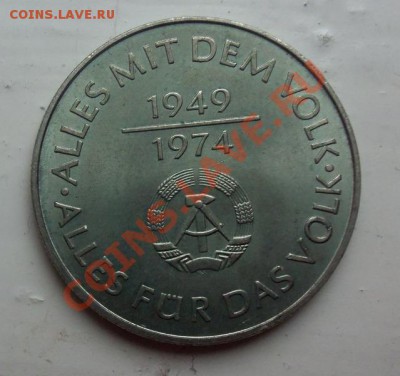 COINS.LAVE.RU
·ALLES MIT DEM VOLK·
1949
1974
ALLES FÜR DAS VOLK·
COINS.LAVE.RU